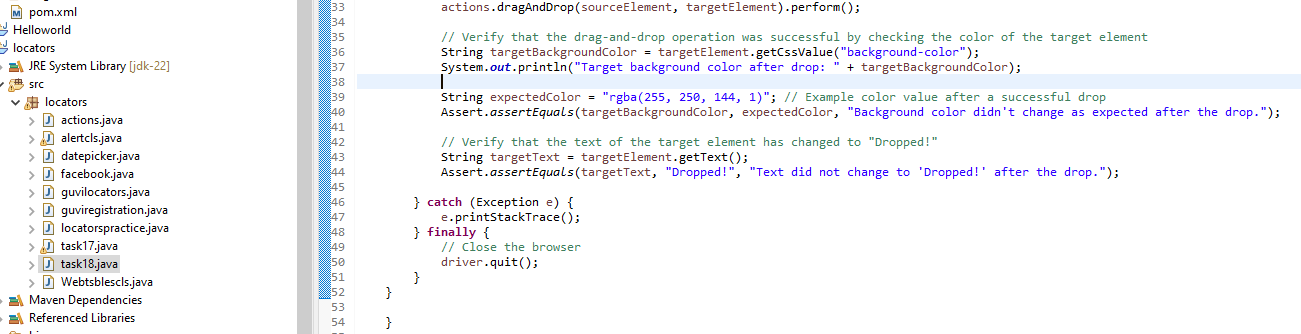 pom.xml
Helloworld
locators
JRE System Library [jdk-22]
src
locators
actions.java
alertcls.java
datepicker.java
facebook.java
guvilocators.java
guviregistration.java
locatorspractice.java
task17.java
task18.java
Webtsblescls.java
Maven Dependencies
Referenced Libraries
33 actions.dragAndDrop(sourceElement, targetElement).perform();
34
35 // Verify that the drag-and-drop operation was successful by checking the color of the target element
36 String targetBackgroundColor = targetElement.getCssValue("background-color");
37 System.out.println("Target background color after drop: " + targetBackgroundColor);
38
39 String expectedColor = "rgba(255, 250, 144, 1)"; // Example color value after a successful drop
40 Assert.assertEquals(targetBackgroundColor, expectedColor, "Background color didn't change as expected after the drop.");
41
42 // Verify that the text of the target element has changed to "Dropped!"
43 String targetText = targetElement.getText();
44 Assert.assertEquals(targetText, "Dropped!", "Text did not change to 'Dropped!' after the drop.");
45
46 } catch (Exception e) {
47 e.printStackTrace();
48 } finally {
49 // Close the browser
50 driver.quit();
51 }
52 }
53
54 }